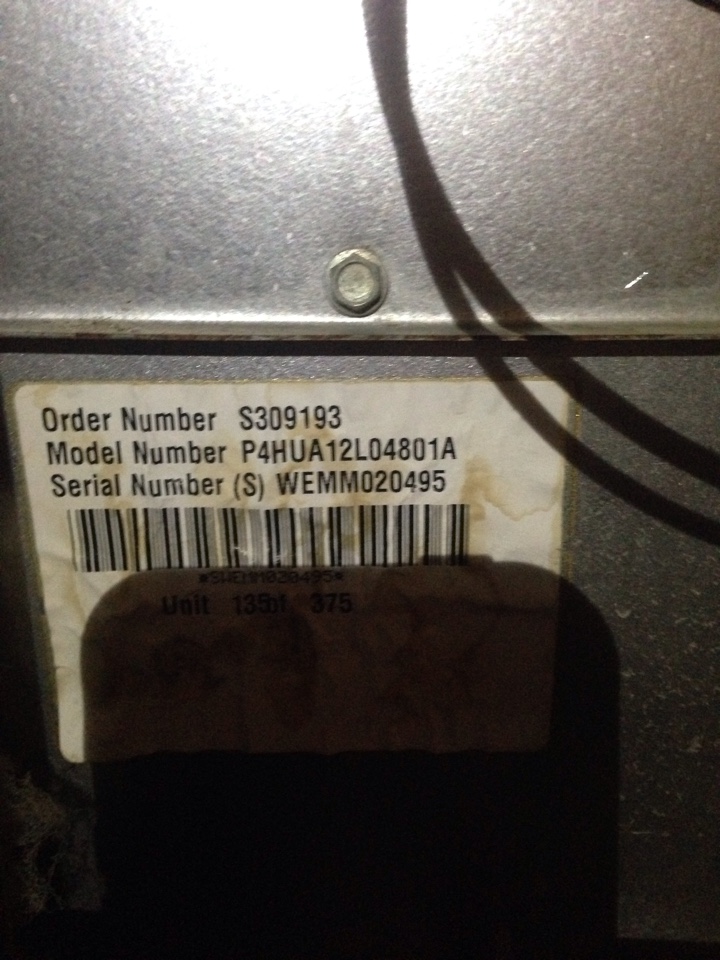 Order Number S309193
Model Number P4HUA12L04801A
Serial Number (S) WEMM020495
*SWEMM020495*
Unit 135of 375